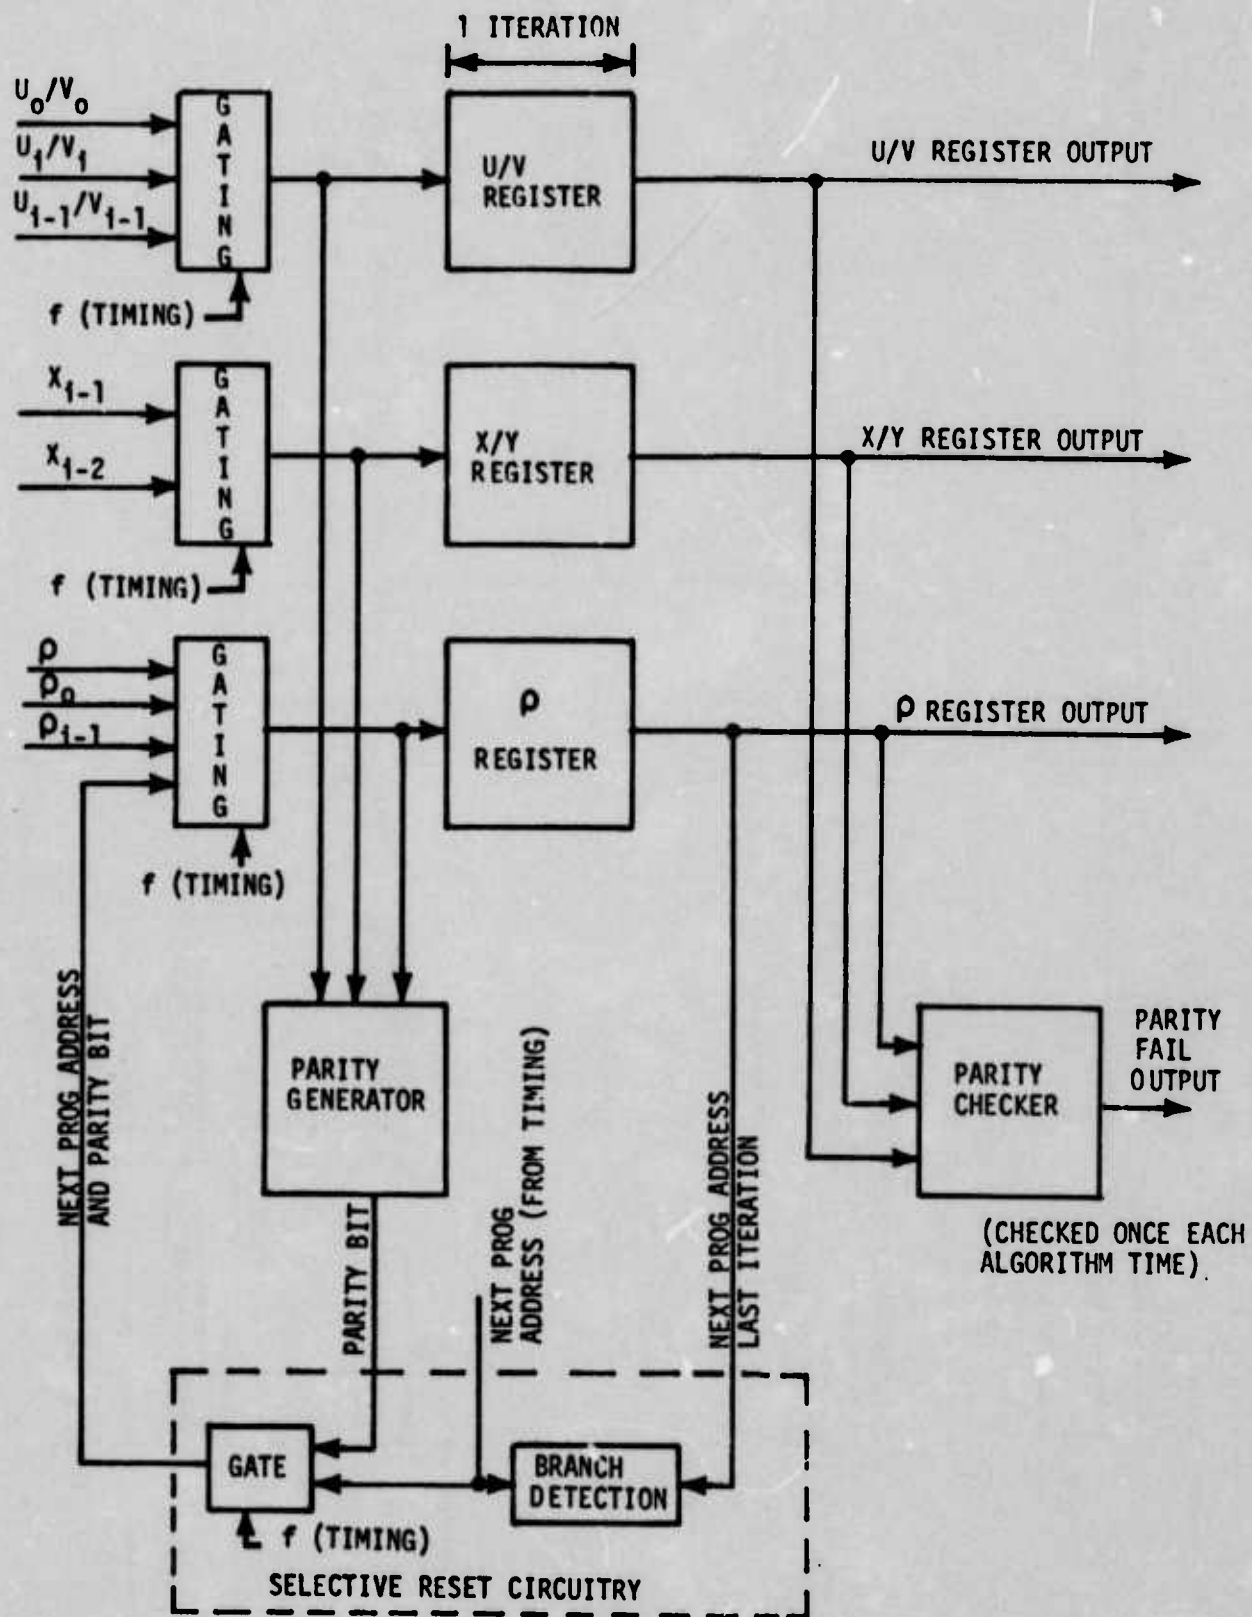 1 ITERATION
U₀/V₀
U₁/V₁
Uᵢ₋₁/Vᵢ₋₁
GATING
f (TIMING)
U/V
REGISTER
U/V REGISTER OUTPUT
Xᵢ₋₁
Xᵢ₋₂
GATING
f (TIMING)
X/Y
REGISTER
X/Y REGISTER OUTPUT
ρ
ρ₀
ρᵢ₋₁
GATING
f (TIMING)
ρ
REGISTER
ρ REGISTER OUTPUT
NEXT PROG ADDRESS
AND PARITY BIT
PARITY
GENERATOR
PARITY BIT
NEXT PROG
ADDRESS (FROM TIMING)
NEXT PROG ADDRESS
LAST ITERATION
PARITY
CHECKER
PARITY
FAIL
OUTPUT
(CHECKED ONCE EACH
ALGORITHM TIME).
GATE
f (TIMING)
BRANCH
DETECTION
SELECTIVE RESET CIRCUITRY